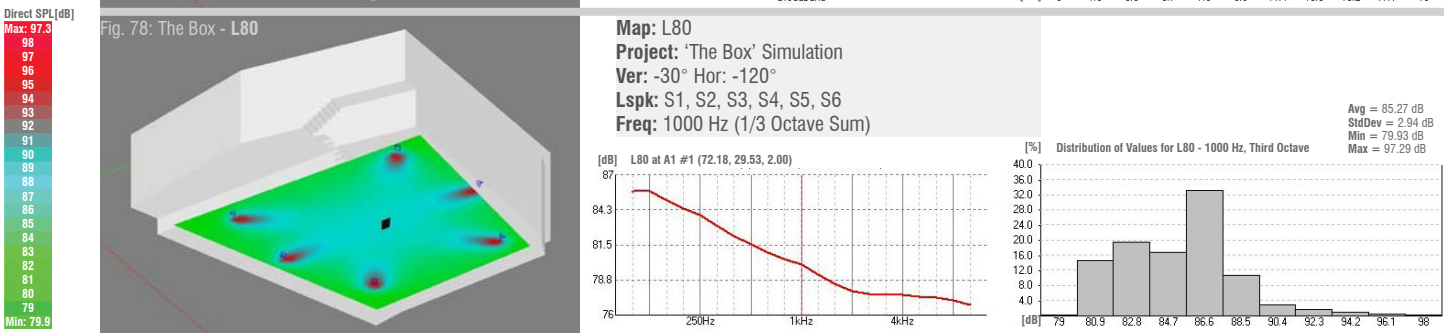 Direct SPL[dB]
Max: 97.3
98
97
96
95
94
93
92
91
90
89
88
87
86
85
84
83
82
81
80
79
Min: 79.9
Fig. 78: The Box - L80
Map: L80
Project: ‘The Box’ Simulation
Ver: -30° Hor: -120°
Lspk: S1, S2, S3, S4, S5, S6
Freq: 1000 Hz (1/3 Octave Sum)
[dB] L80 at A1 #1 (72.18, 29.53, 2.00)
87
84.3
81.5
78.8
76
250Hz 1kHz 4kHz
Avg = 85.27 dB
StdDev = 2.94 dB
Min = 79.93 dB
Max = 97.29 dB
[%] Distribution of Values for L80 - 1000 Hz, Third Octave
40.0
36.0
32.0
28.0
24.0
20.0
16.0
12.0
8.0
4.0
[dB] 79 80.9 82.8 84.7 86.6 88.5 90.4 92.3 94.2 96.1 98